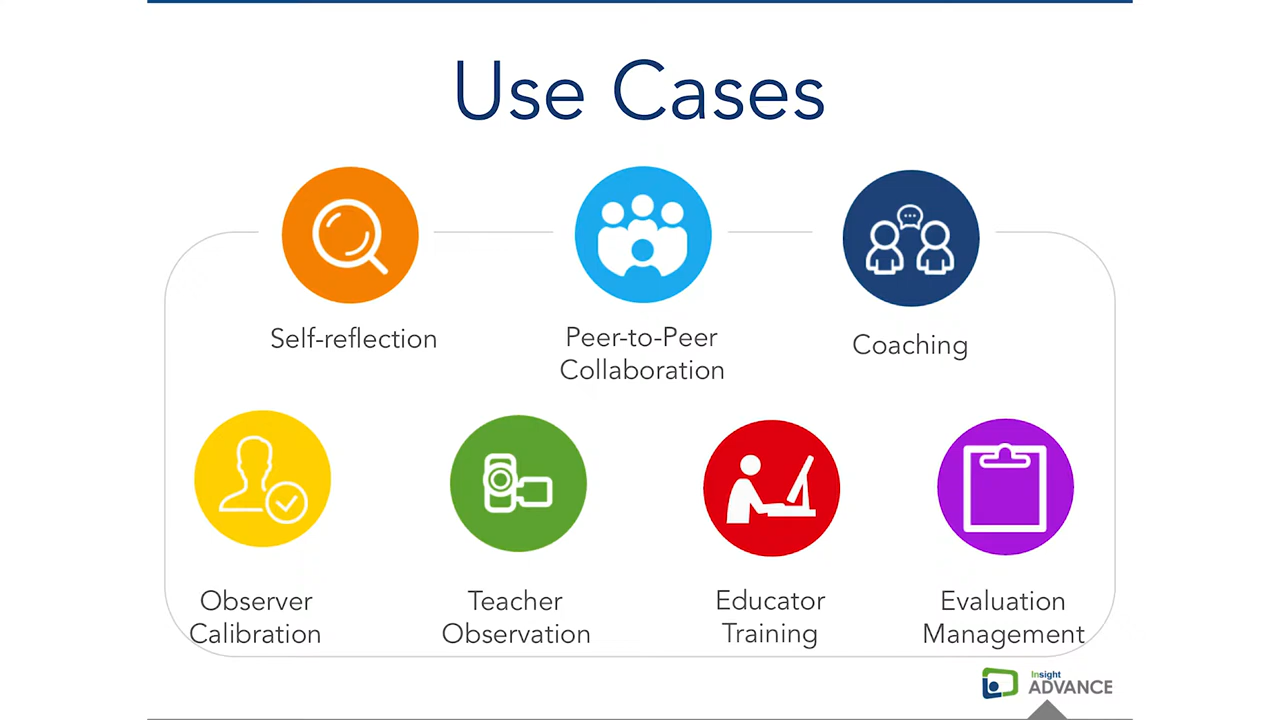 Use Cases
Self-reflection
Peer-to-Peer
Collaboration
Coaching
Observer
Calibration
Teacher
Observation
Educator
Training
Evaluation
Management
Insight
ADVANCE